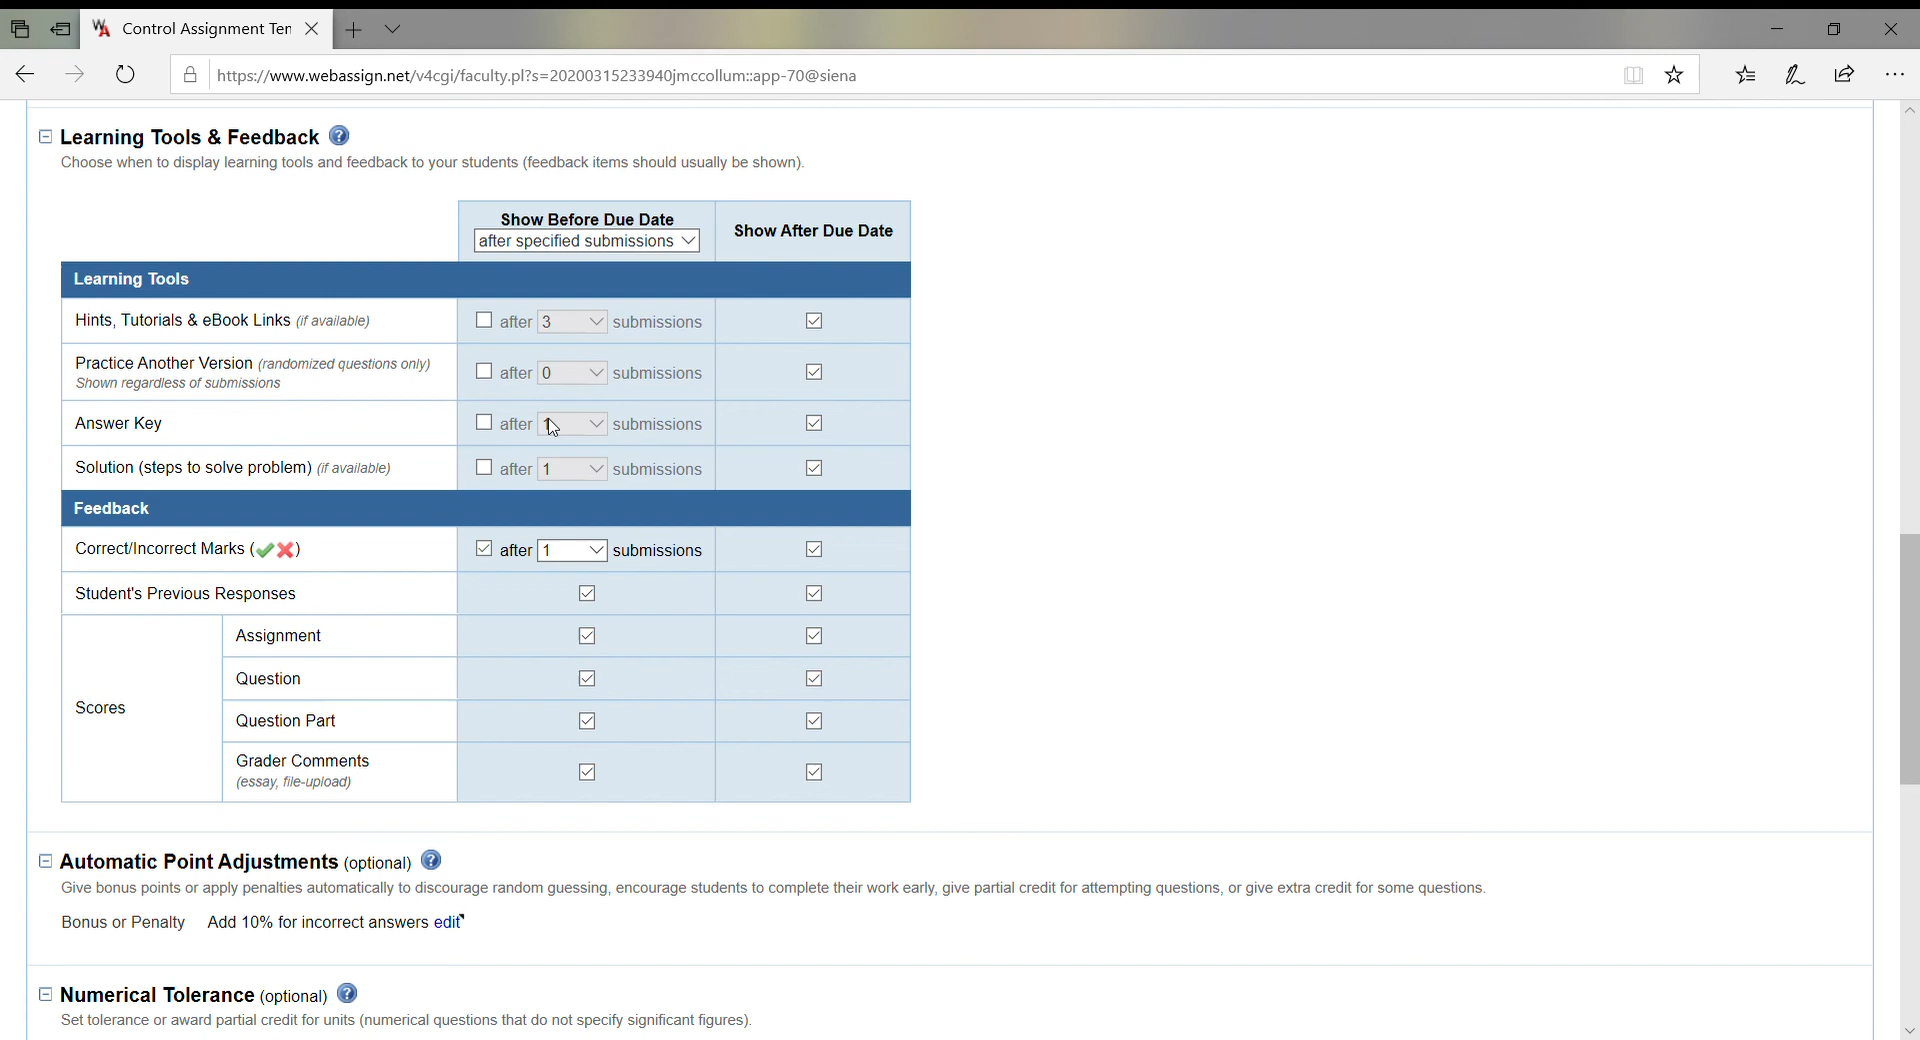 Control Assignment Ten
https://www.webassign.net/v4cgi/faculty.pl?s=20200315233940jmccollum::app-70@siena
Learning Tools & Feedback ?
Choose when to display learning tools and feedback to your students (feedback items should usually be shown).
Show Before Due Date
after specified submissions
Show After Due Date
Learning Tools
Hints, Tutorials & eBook Links (if available) after 3 submissions
Practice Another Version (randomized questions only) after 0 submissions
Shown regardless of submissions
Answer Key after 1 submissions
Solution (steps to solve problem) (if available) after 1 submissions
Feedback
Correct/Incorrect Marks (✔✖) after 1 submissions
Student's Previous Responses
Scores
Assignment
Question
Question Part
Grader Comments
(essay, file-upload)
Automatic Point Adjustments (optional) ?
Give bonus points or apply penalties automatically to discourage random guessing, encourage students to complete their work early, give partial credit for attempting questions, or give extra credit for some questions.
Bonus or Penalty Add 10% for incorrect answers edit
Numerical Tolerance (optional) ?
Set tolerance or award partial credit for units (numerical questions that do not specify significant figures).